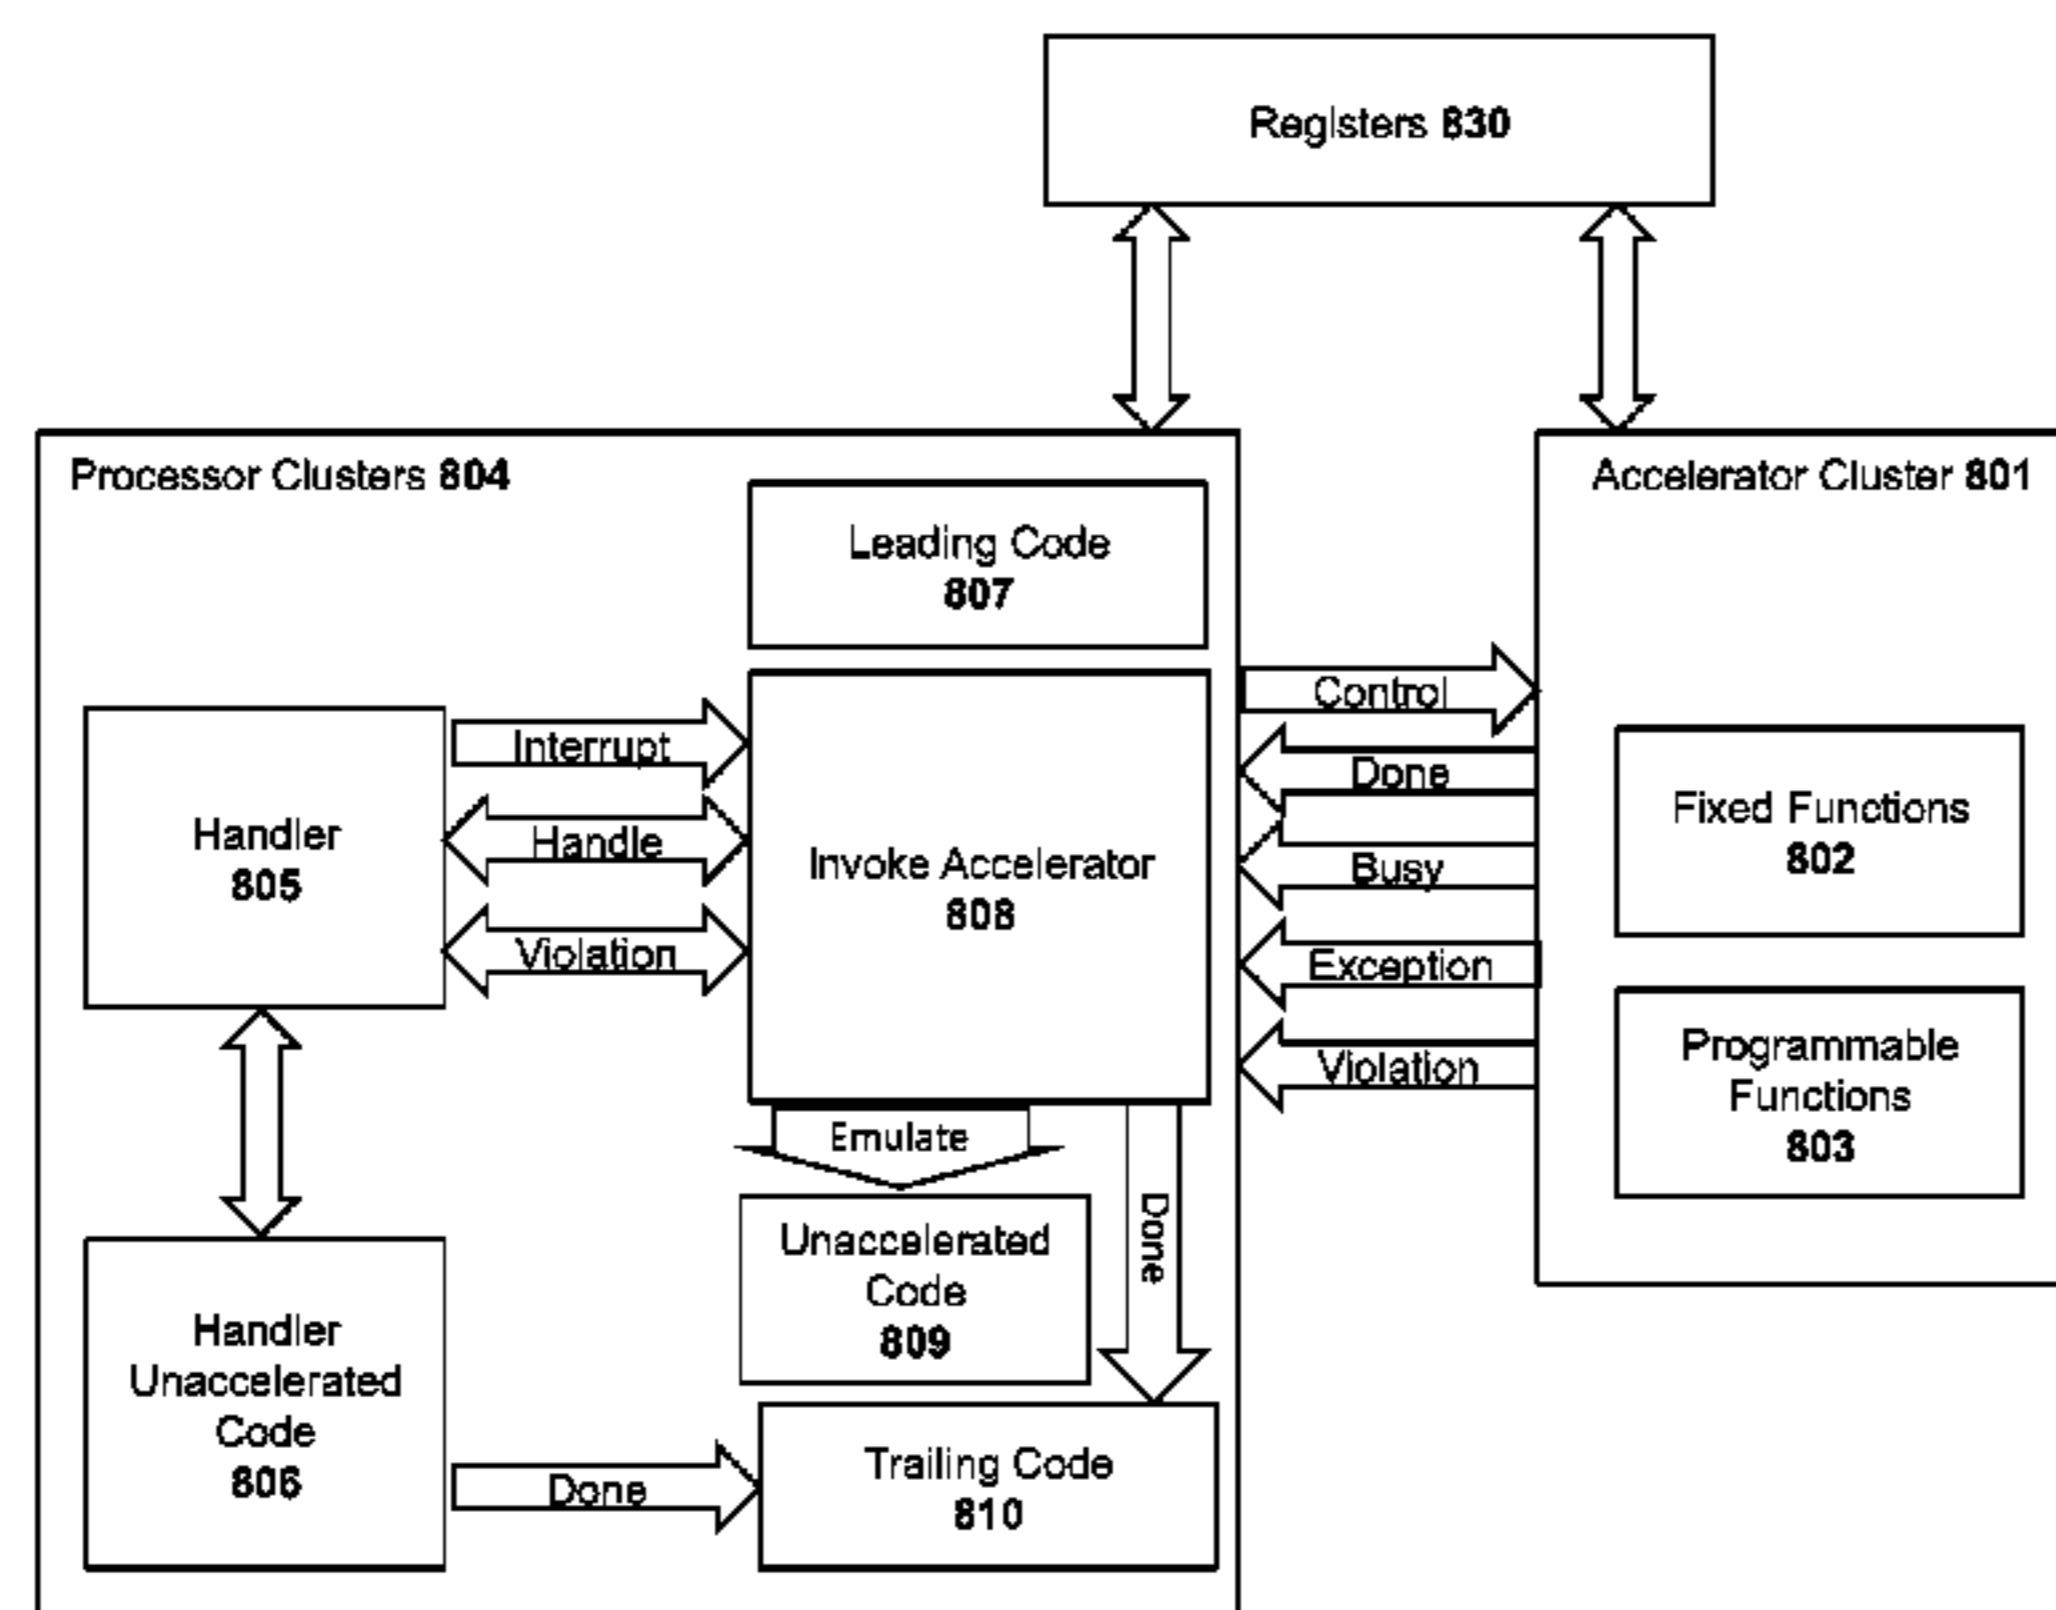 Registers 830
Processor Clusters 804
Accelerator Cluster 801
Leading Code
807
Control
Interrupt
Done
Handler
805
Handle
Invoke Accelerator
808
Busy
Fixed Functions
802
Violation
Exception
Violation
Programmable
Functions
803
Emulate
Done
Unaccelerated
Code
809
Handler
Unaccelerated
Code
806
Done
Trailing Code
810